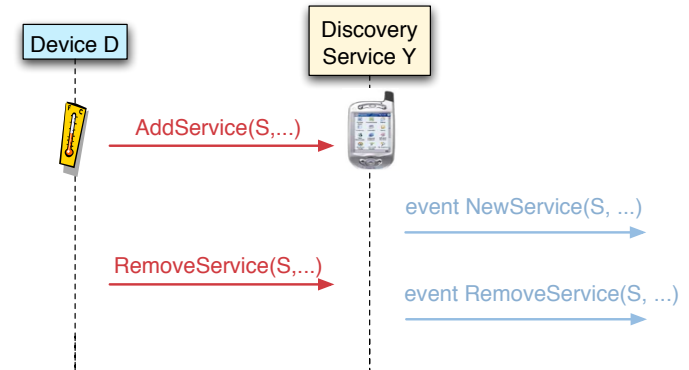 Device D
Discovery
Service Y
AddService(S,...)
event NewService(S, ...)
RemoveService(S,...)
event RemoveService(S, ...)